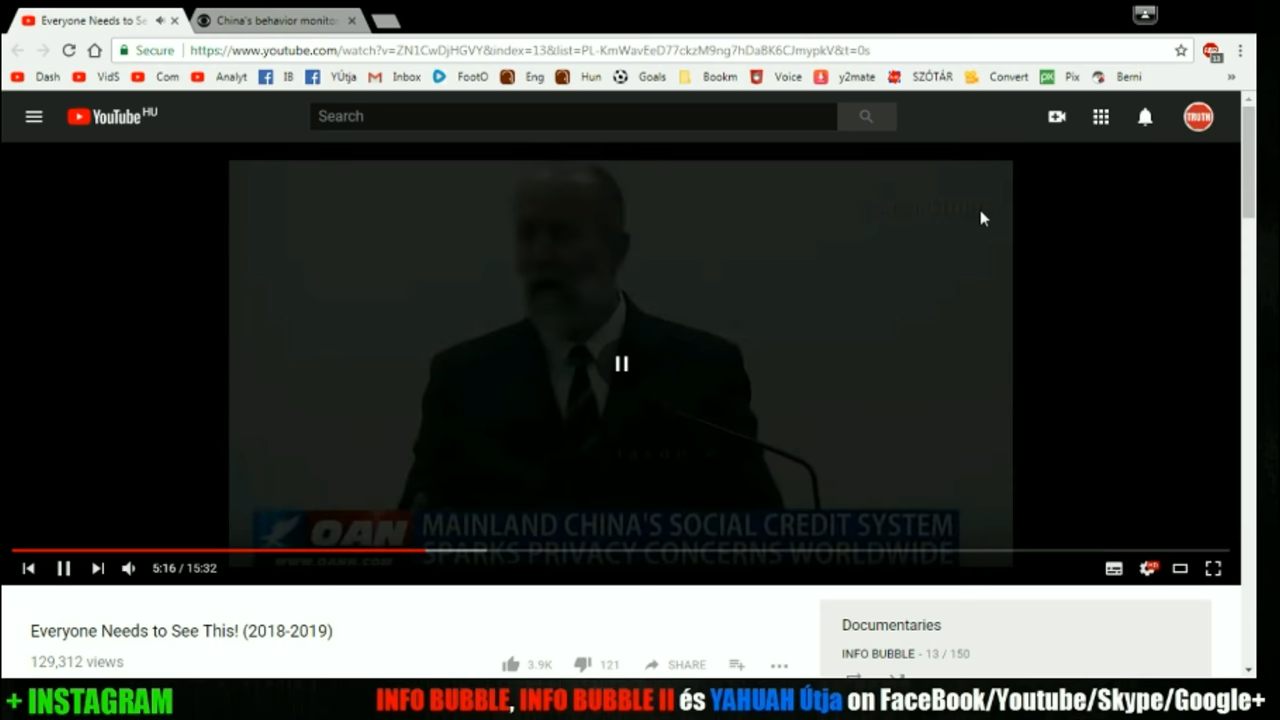 Everyone Needs to Se
China's behavior monito
Secure
https://www.youtube.com/watch?v=ZN1CwDjHGVY&index=13&list=PL-KmWavEeD77ckzM9ng7hDaBK6CJmypkV&t=0s
Dash VidS Com Analyt IB YÚtja Inbox FootO Eng Hun Goals Bookm Voice y2mate SZÓTÁR Convert Pix Berni »
YouTube HU
Search
TRUTH
OAN MAINLAND CHINA'S SOCIAL CREDIT SYSTEM
SPARKS PRIVACY CONCERNS WORLDWIDE
5:16 / 15:32
HD
Everyone Needs to See This! (2018-2019)
129,312 views
3.9K 121 SHARE
Documentaries
INFO BUBBLE - 13 / 150
+ INSTAGRAM
INFO BUBBLE, INFO BUBBLE II és YAHUAH Útja on FaceBook/Youtube/Skype/Google+